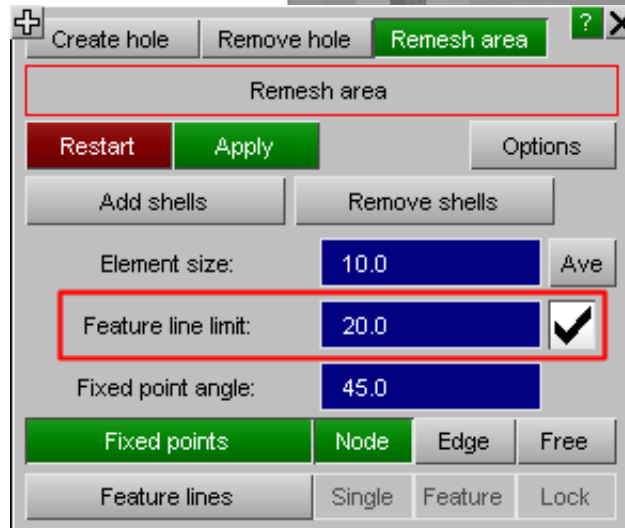 Create hole Remove hole Remesh area ? X
Remesh area
Restart Apply Options
Add shells Remove shells
Element size: 10.0 Ave
Feature line limit: 20.0
Fixed point angle: 45.0
Fixed points Node Edge Free
Feature lines Single Feature Lock